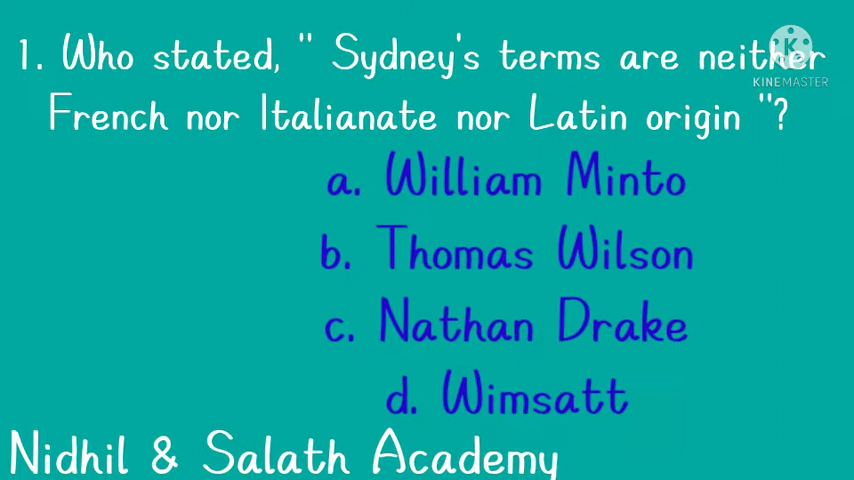 1. Who stated, " Sydney's terms are neither
French nor Italianate nor Latin origin "?
KINEMASTER
a. William Minto
b. Thomas Wilson
c. Nathan Drake
d. Wimsatt
Nidhil & Salath Academy